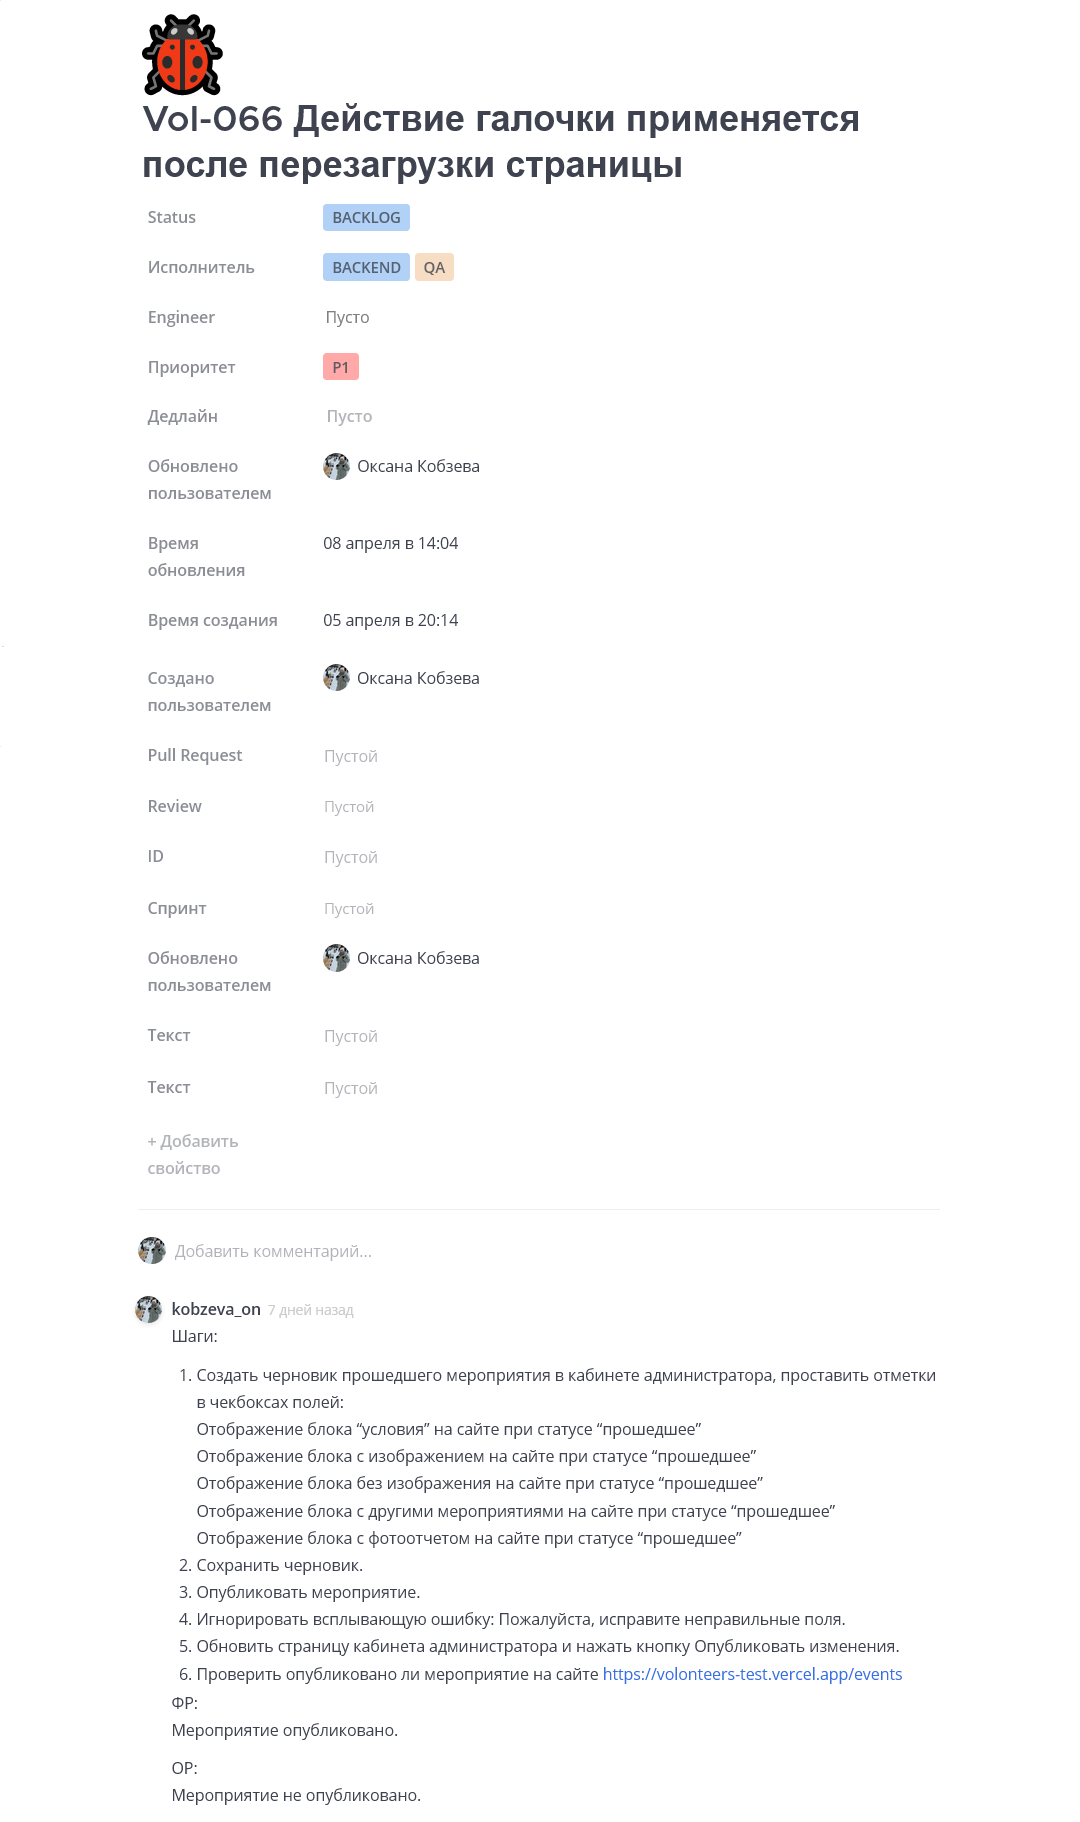 Vol-066 Действие галочки применяется
после перезагрузки страницы
Status BACKLOG
Исполнитель BACKEND QA
Engineer Пусто
Приоритет P1
Дедлайн Пусто
Обновлено Оксана Кобзева
пользователем
Время 08 апреля в 14:04
обновления
Время создания 05 апреля в 20:14
Создано Оксана Кобзева
пользователем
Pull Request Пустой
Review Пустой
ID Пустой
Спринт Пустой
Обновлено Оксана Кобзева
пользователем
Текст Пустой
Текст Пустой
+ Добавить
свойство
Добавить комментарий...
kobzeva_on 7 дней назад
Шаги:
1. Создать черновик прошедшего мероприятия в кабинете администратора, проставить отметки
в чекбоксах полей:
Отображение блока “условия” на сайте при статусе “прошедшее”
Отображение блока с изображением на сайте при статусе “прошедшее”
Отображение блока без изображения на сайте при статусе “прошедшее”
Отображение блока с другими мероприятиями на сайте при статусе “прошедшее”
Отображение блока с фотоотчетом на сайте при статусе “прошедшее”
2. Сохранить черновик.
3. Опубликовать мероприятие.
4. Игнорировать всплывающую ошибку: Пожалуйста, исправите неправильные поля.
5. Обновить страницу кабинета администратора и нажать кнопку Опубликовать изменения.
6. Проверить опубликовано ли мероприятие на сайте https://volonteers-test.vercel.app/events
ФР:
Мероприятие опубликовано.
ОР:
Мероприятие не опубликовано.